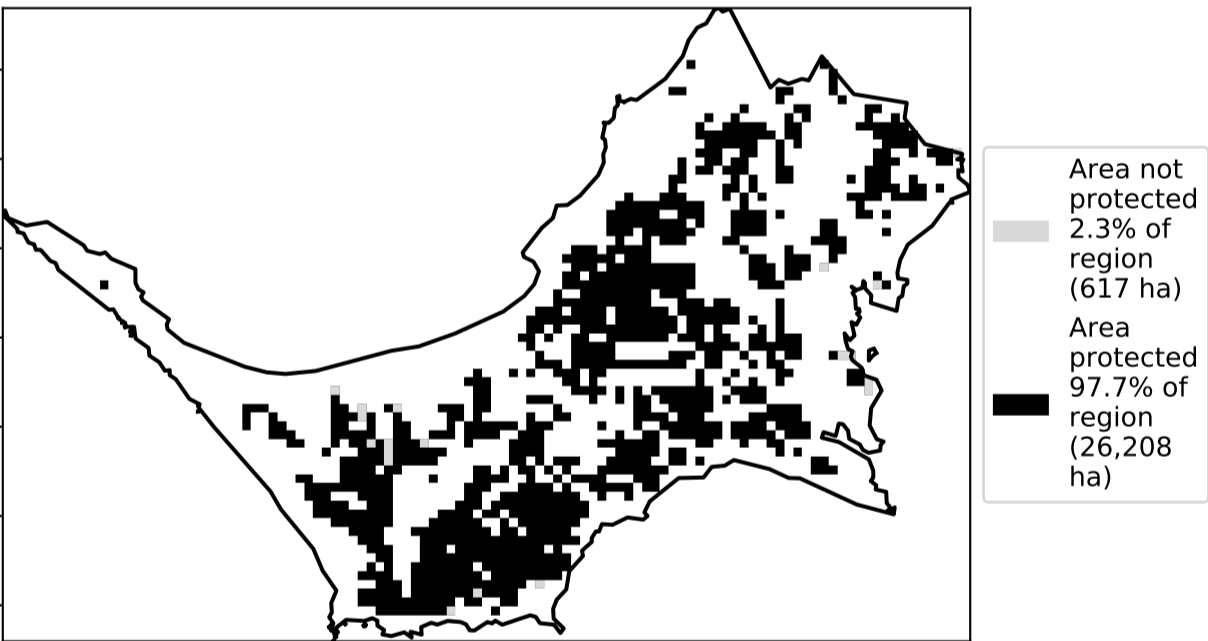 Area not
protected
2.3% of
region
(617 ha)
Area
protected
97.7% of
region
(26,208
ha)